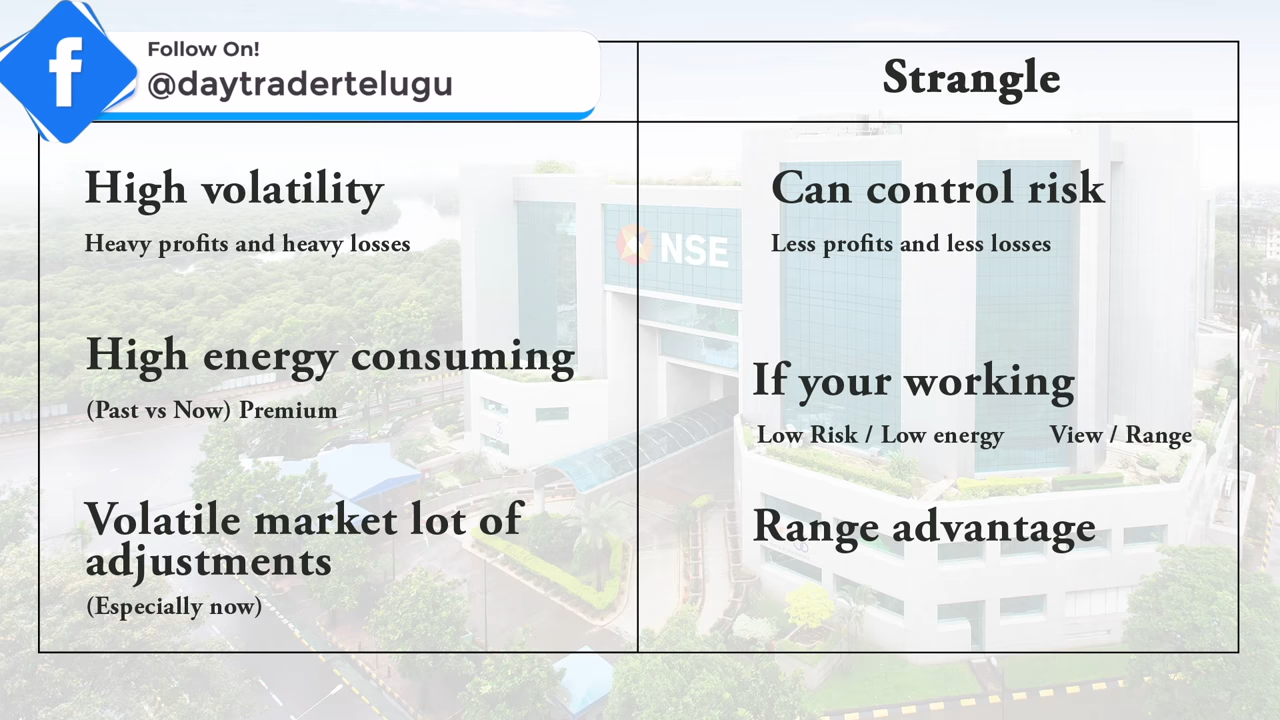 Follow On!
@daytradertelugu
Strangle
High volatility
Heavy profits and heavy losses
High energy consuming
(Past vs Now) Premium
Volatile market lot of
adjustments
(Especially now)
Can control risk
Less profits and less losses
If your working
Low Risk / Low energy View / Range
Range advantage
NSE